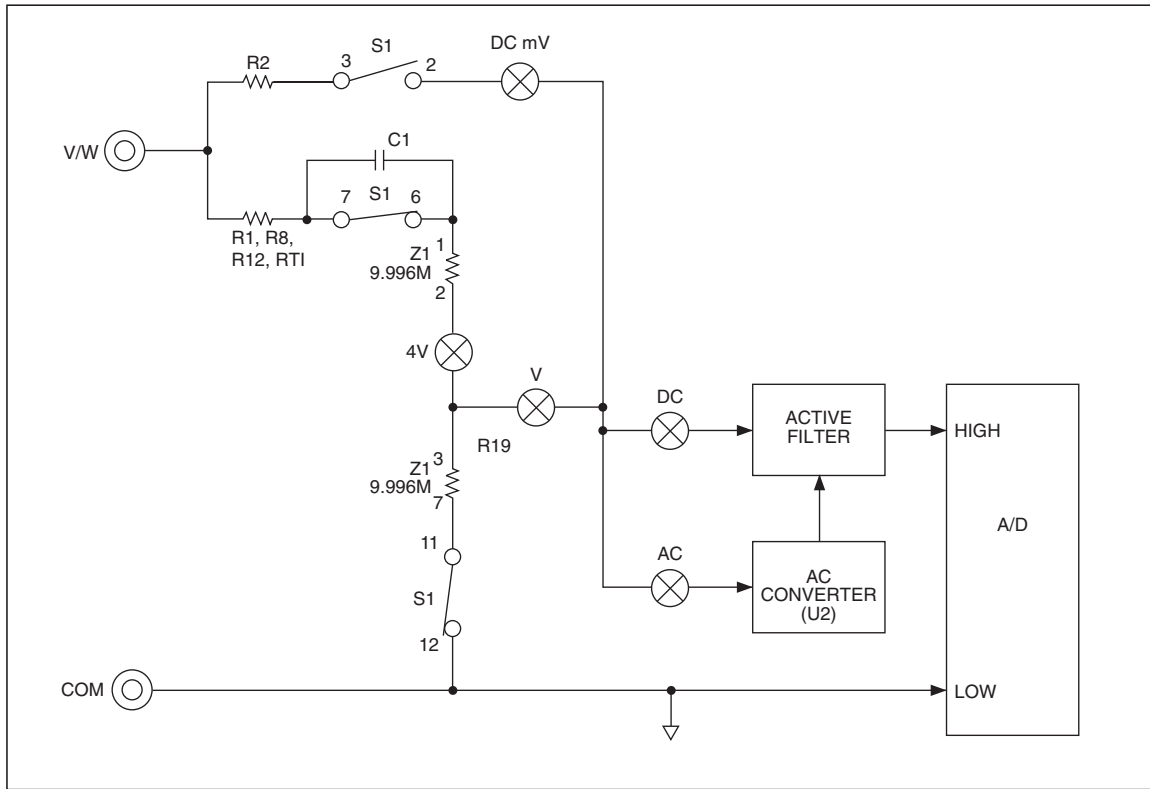 DC mV
S1
R2
3
2
V/W
C1
7
S1
6
R1, R8,
R12, RTI
Z1
1
9.996M
2
4V
V
DC
ACTIVE
FILTER
HIGH
R19
Z1
3
9.996M
7
A/D
11
AC
AC
CONVERTER
(U2)
S1
12
COM
LOW